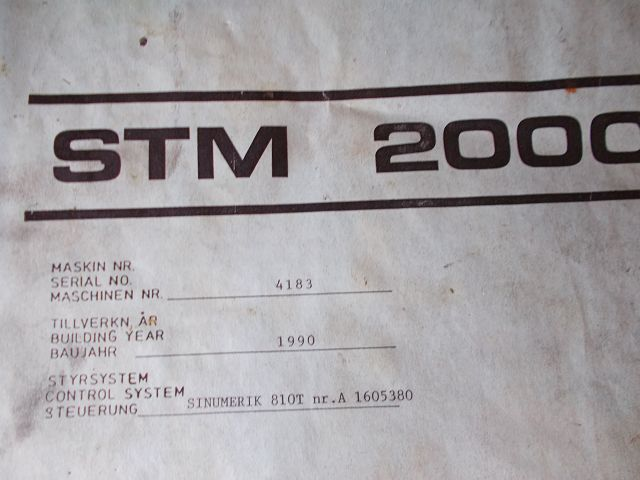 STM 2000
MASKIN NR.
SERIAL NO. 4183
MASCHINEN NR.
TILLVERKN. ÅR
BUILDING YEAR 1990
BAUJAHR
STYRSYSTEM
CONTROL SYSTEM SINUMERIK 810T nr.A 1605380
STEUERUNG